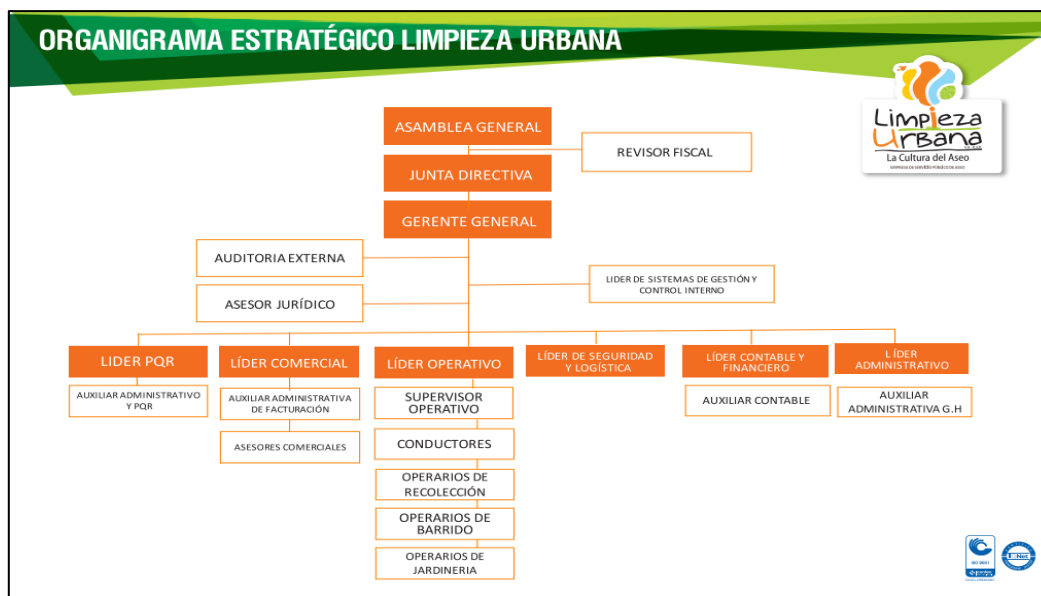 ORGANIGRAMA ESTRATÉGICO LIMPIEZA URBANA
Limpieza
Urbana
La Cultura del Aseo
ASAMBLEA GENERAL
REVISOR FISCAL
JUNTA DIRECTIVA
GERENTE GENERAL
AUDITORIA EXTERNA
LIDER DE SISTEMAS DE GESTIÓN Y
CONTROL INTERNO
ASESOR JURÍDICO
LIDER PQR
LÍDER COMERCIAL
LÍDER OPERATIVO
LÍDER DE SEGURIDAD
Y LOGÍSTICA
LÍDER CONTABLE Y
FINANCIERO
L ÍDER
ADMINISTRATIVO
AUXILIAR ADMINISTRATIVO
Y PQR
AUXILIAR ADMINISTRATIVA
DE FACTURACIÓN
ASESORES COMERCIALES
SUPERVISOR
OPERATIVO
CONDUCTORES
OPERARIOS DE
RECOLECCIÓN
OPERARIOS DE
BARRIDO
OPERARIOS DE
JARDINERIA
AUXILIAR CONTABLE
AUXILIAR
ADMINISTRATIVA G.H
ISO 9001
IQNet